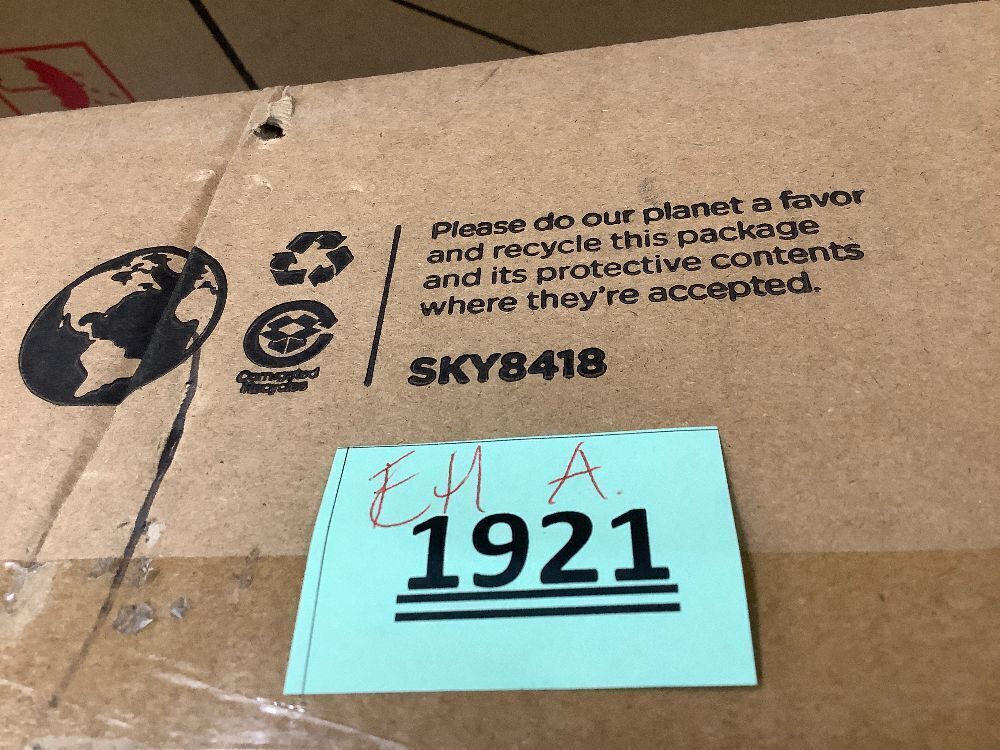 Please do our planet a favor
and recycle this package
and its protective contents
where they're accepted.
SKY8418
Corrugated
Recycles
EH A.
1921